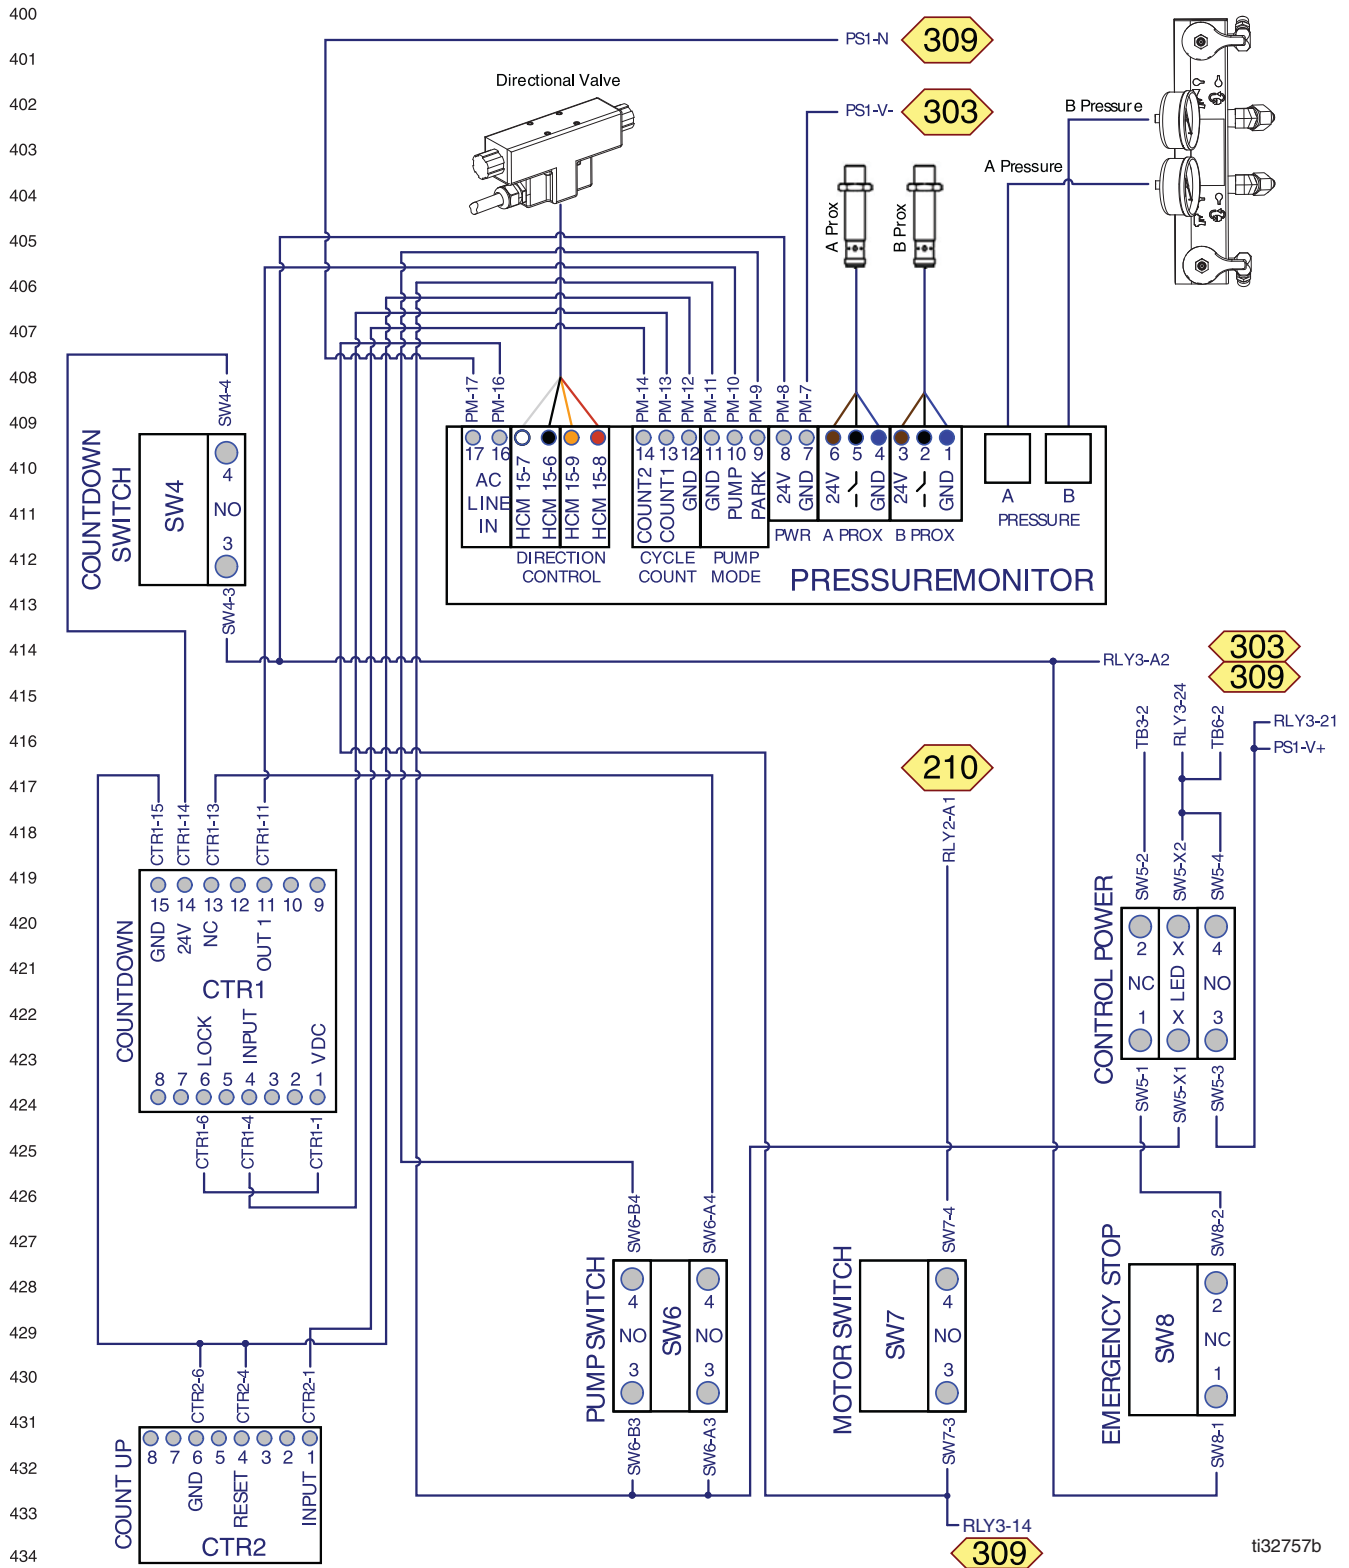 400
401
402
403
404
405
406
407
408
409
410
411
412
413
414
415
416
417
418
419
420
421
422
423
424
425
426
427
428
429
430
431
432
433
434
PS1-N
309
Directional Valve
PS1-V-
303
B Pressure
A Pressure
A Prox
B Prox
SW4-4
COUNTDOWN
SWITCH
SW4
4
NO
3
SW4-3
PM-17
PM-16
PM-14
PM-13
PM-12
PM-11
PM-10
PM-9
PM-8
PM-7
17
16
AC
LINE
IN
HCM 15-7
HCM 15-6
HCM 15-9
HCM 15-8
DIRECTION
CONTROL
14
13
12
COUNT2
COUNT1
GND
CYCLE
COUNT
11
10
9
GND
PUMP
PARK
PUMP
MODE
8
7
24V
GND
PWR
6
5
4
24V
GND
A PROX
3
2
1
24V
GND
B PROX
A
B
PRESSURE
PRESSUREMONITOR
RLY3-A2
303
309
TB3-2
RLY3-24
TB6-2
RLY3-21
PS1-V+
210
RLY2-A1
CTR1-15
CTR1-14
CTR1-13
CTR1-11
COUNTDOWN
15
14
13
12
11
10
9
GND
24V
NC
OUT 1
CTR1
LOCK
INPUT
VDC
8
7
6
5
4
3
2
1
CTR1-6
CTR1-4
CTR1-1
SW5-2
SW5-X2
SW5-4
CONTROL POWER
2
NC
1
X
LED
X
4
NO
3
SW5-1
SW5-X1
SW5-3
SW6-B4
SW6-A4
PUMP SWITCH
4
NO
3
SW6
4
NO
3
SW6-B3
SW6-A3
SW7-4
MOTOR SWITCH
SW7
4
NO
3
SW7-3
RLY3-14
309
SW8-2
EMERGENCY STOP
SW8
2
NC
1
SW8-1
CTR2-6
CTR2-4
CTR2-1
COUNT UP
8
7
6
5
4
3
2
1
GND
RESET
INPUT
CTR2
ti32757b